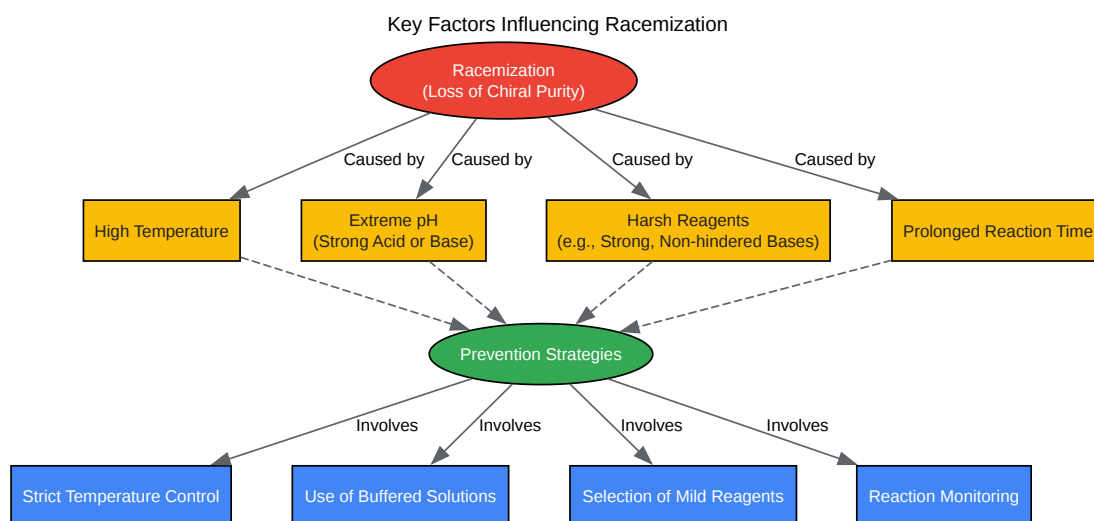 Key Factors Influencing Racemization
Racemization
(Loss of Chiral Purity)
Caused by
Caused by
Caused by
Caused by
High Temperature
Extreme pH
(Strong Acid or Base)
Harsh Reagents
(e.g., Strong, Non-hindered Bases)
Prolonged Reaction Time
Prevention Strategies
Involves
Involves
Involves
Involves
Strict Temperature Control
Use of Buffered Solutions
Selection of Mild Reagents
Reaction Monitoring